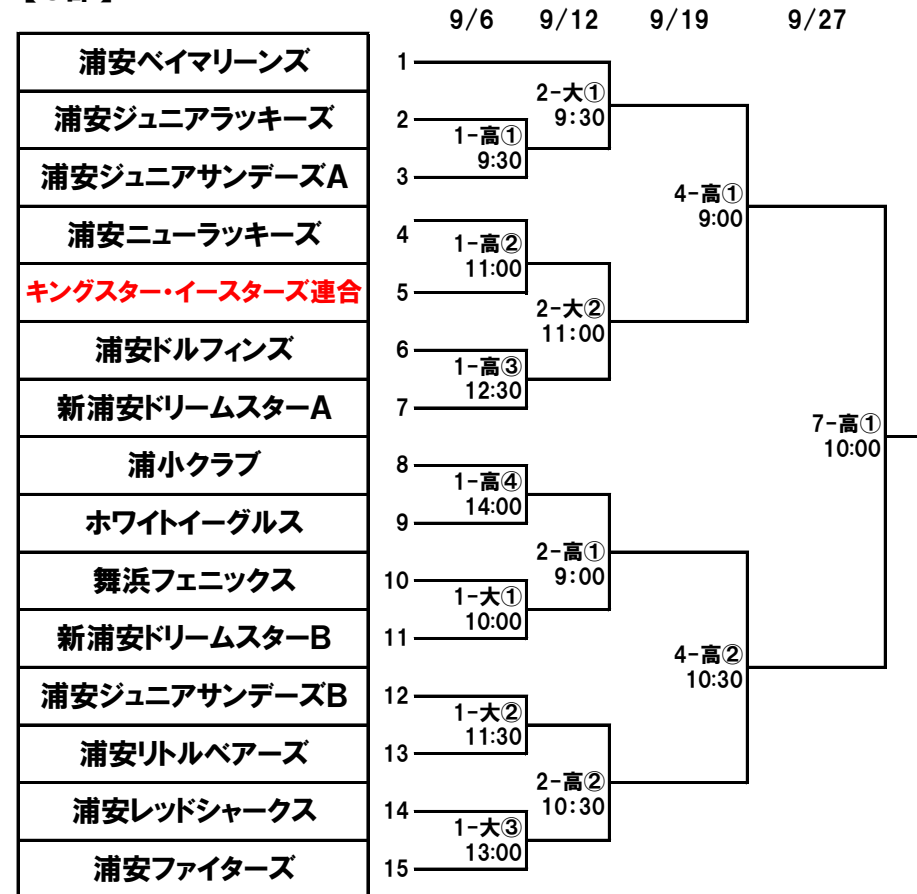 9/6 9/12 9/19 9/27
浦安ベイマリーンズ 1
2-大①
9:30
浦安ジュニアラッキーズ 2
1-高①
9:30
浦安ジュニアサンデーズA 3
4-高①
9:00
浦安ニューラッキーズ 4
1-高②
11:00
キングスター・イースターズ連合 5
2-大②
11:00
浦安ドルフィンズ 6
1-高③
12:30
新浦安ドリームスターA 7
7-高①
10:00
浦小クラブ 8
1-高④
14:00
ホワイトイーグルス 9
2-高①
9:00
舞浜フェニックス 10
1-大①
10:00
新浦安ドリームスターB 11
4-高②
10:30
浦安ジュニアサンデーズB 12
1-大②
11:30
浦安リトルベアーズ 13
2-高②
10:30
浦安レッドシャークス 14
1-大③
13:00
浦安ファイターズ 15